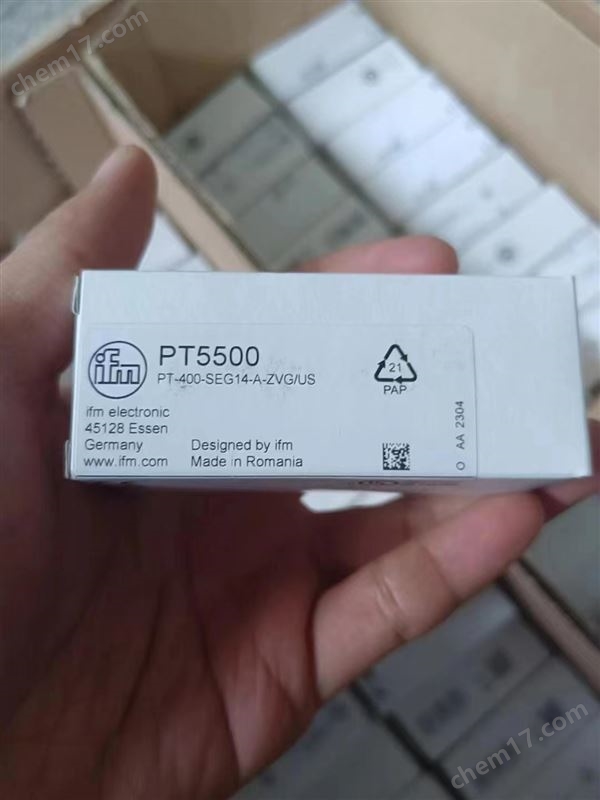 chem17.com
ifm
PT5500
PT-400-SEG14-A-ZVG/US
ifm electronic
45128 Essen
Germany
www.ifm.com
Designed by ifm
Made in Romania
21
PAP
O AA 2304
chem17.com